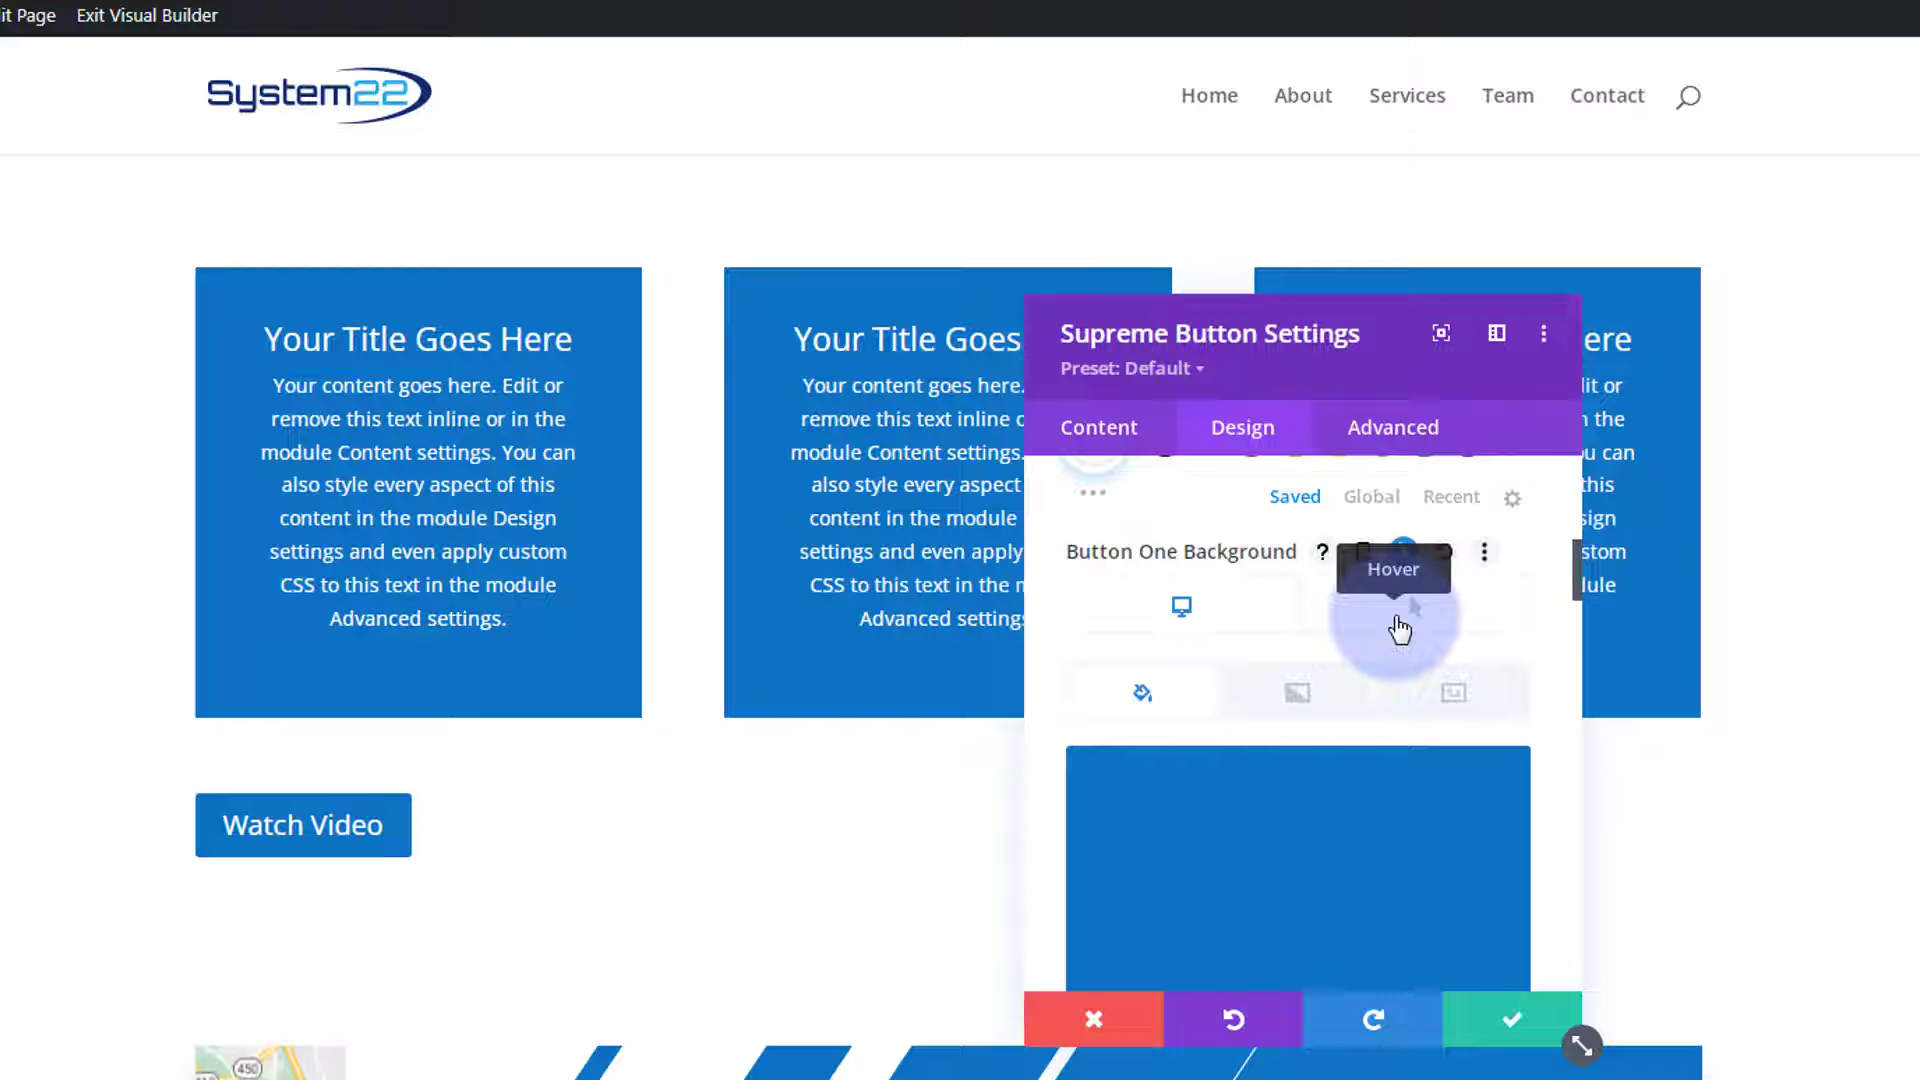 it Page Exit Visual Builder
System22
Home About Services Team Contact
Your Title Goes Here
Your content goes here. Edit or
remove this text inline or in the
module Content settings. You can
also style every aspect of this
content in the module Design
settings and even apply custom
CSS to this text in the module
Advanced settings.
Your Title Goes
Your content goes here.
remove this text inline o
module Content settings.
also style every aspect
content in the module
settings and even apply
CSS to this text in the m
Advanced setting
ere
lit or
n the
u can
this
sign
stom
lule
Supreme Button Settings
Preset: Default
Content Design Advanced
Saved Global Recent
Button One Background ?
Hover
Watch Video
450